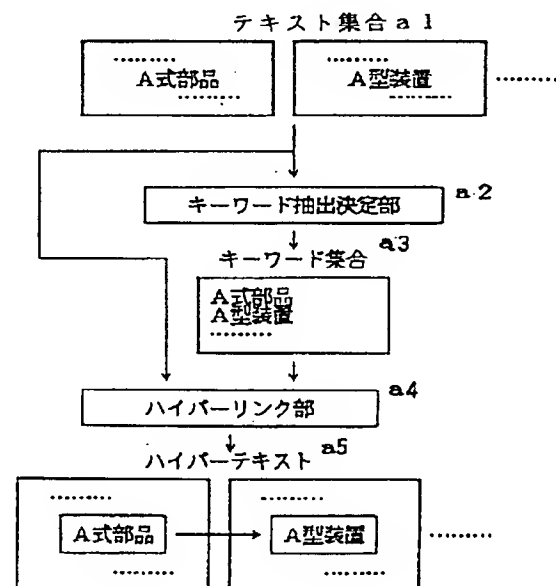 テキスト集合a1
………
A式部品
………
………
A型装置
………
………
キーワード抽出決定部 a2
キーワード集合 a3
A式部品
A型装置
………
ハイパーリンク部 a4
ハイパーテキスト a5
………
A式部品
………
………
A型装置
………
………